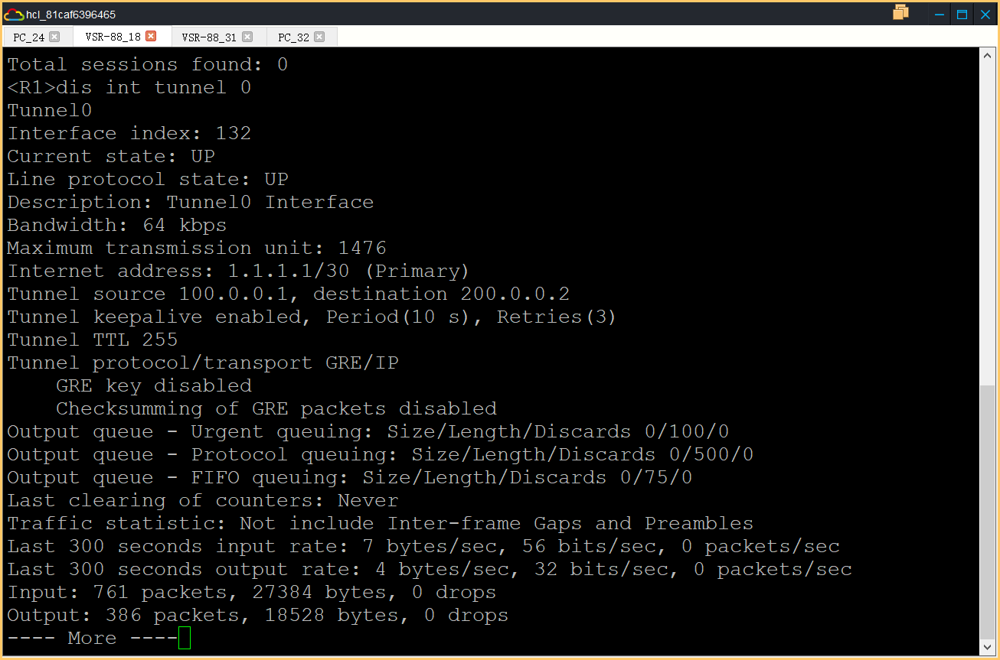 hcl_81caf6396465
PC_24 VSR-88_18 VSR-88_31 PC_32
Total sessions found: 0
<R1>dis int tunnel 0
Tunnel0
Interface index: 132
Current state: UP
Line protocol state: UP
Description: Tunnel0 Interface
Bandwidth: 64 kbps
Maximum transmission unit: 1476
Internet address: 1.1.1.1/30 (Primary)
Tunnel source 100.0.0.1, destination 200.0.0.2
Tunnel keepalive enabled, Period(10 s), Retries(3)
Tunnel TTL 255
Tunnel protocol/transport GRE/IP
    GRE key disabled
    Checksumming of GRE packets disabled
Output queue - Urgent queuing: Size/Length/Discards 0/100/0
Output queue - Protocol queuing: Size/Length/Discards 0/500/0
Output queue - FIFO queuing: Size/Length/Discards 0/75/0
Last clearing of counters: Never
Traffic statistic: Not include Inter-frame Gaps and Preambles
Last 300 seconds input rate: 7 bytes/sec, 56 bits/sec, 0 packets/sec
Last 300 seconds output rate: 4 bytes/sec, 32 bits/sec, 0 packets/sec
Input: 761 packets, 27384 bytes, 0 drops
Output: 386 packets, 18528 bytes, 0 drops
---- More ----